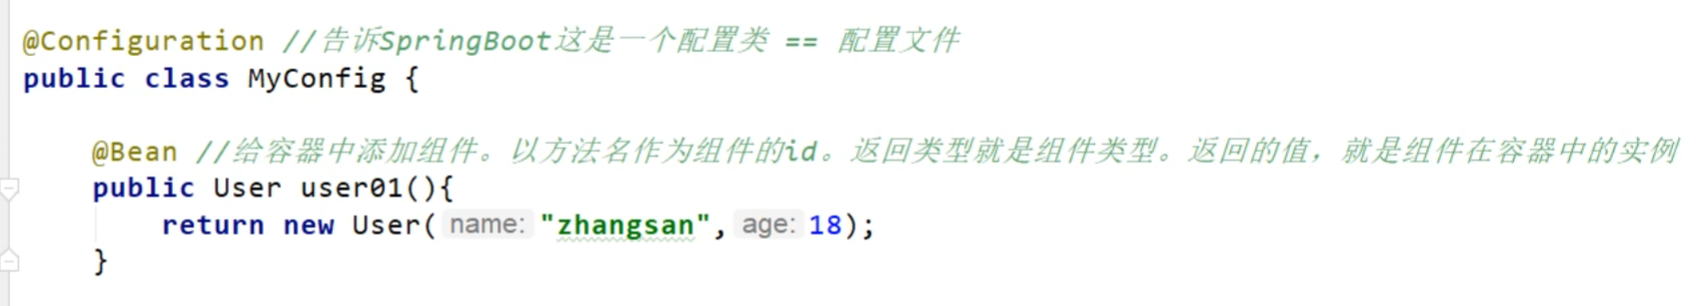 @Configuration //告诉SpringBoot这是一个配置类 == 配置文件
public class MyConfig {
@Bean //给容器中添加组件。以方法名作为组件的id。返回类型就是组件类型。返回的值，就是组件在容器中的实例
public User user01(){
return new User( name: "zhangsan", age: 18);
}